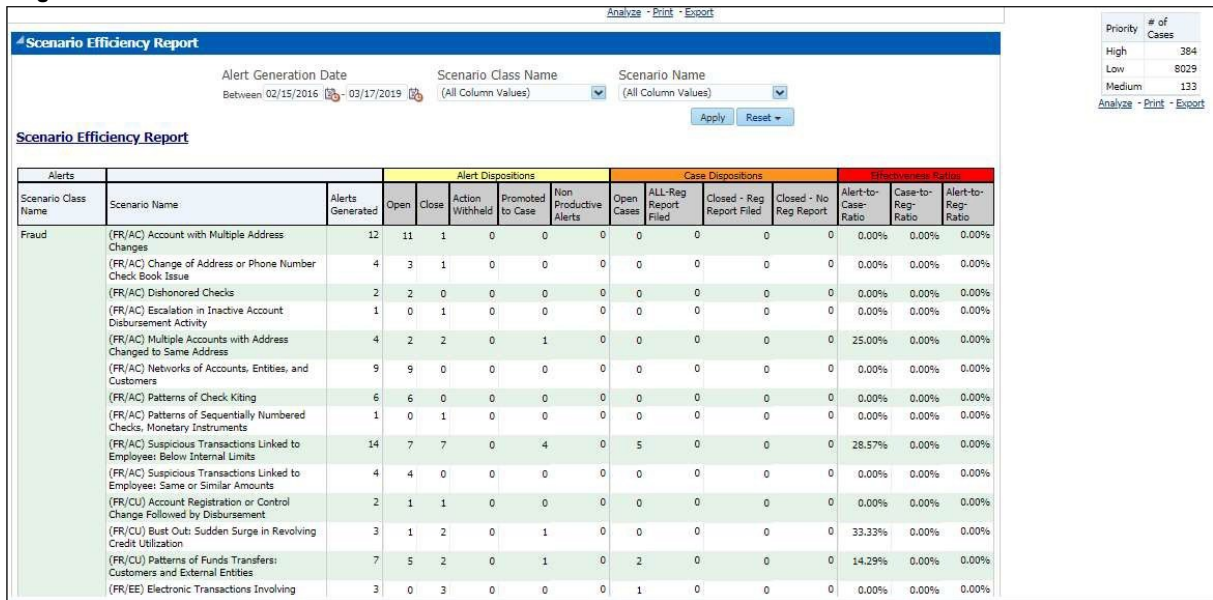 Analyze - Print - Export
Scenario Efficiency Report
Alert Generation Date
Between 02/15/2016 - 03/17/2019
Scenario Class Name
(All Column Values)
Scenario Name
(All Column Values)
Apply Reset
Scenario Efficiency Report
Alerts Alert Dispositions Case Dispositions Effectiveness Ratios
Scenario Class Name Scenario Name Alerts Generated Open Close Action Withheld Promoted to Case Non Productive Alerts Open Cases ALL-Reg Report Filed Closed - Reg Report Filed Closed - No Reg Report Alert-to-Case-Ratio Case-to-Reg-Ratio Alert-to-Reg-Ratio
Fraud (FR/AC) Account with Multiple Address Changes 12 11 1 0 0 0 0 0 0 0 0.00% 0.00% 0.00%
(FR/AC) Change of Address or Phone Number Check Book Issue 4 3 1 0 0 0 0 0 0 0 0.00% 0.00% 0.00%
(FR/AC) Dishonored Checks 2 2 0 0 0 0 0 0 0 0 0.00% 0.00% 0.00%
(FR/AC) Escalation in Inactive Account Disbursement Activity 1 0 1 0 0 0 0 0 0 0 0.00% 0.00% 0.00%
(FR/AC) Multiple Accounts with Address Changed to Same Address 4 2 2 0 1 0 0 0 0 0 25.00% 0.00% 0.00%
(FR/AC) Networks of Accounts, Entities, and Customers 9 9 0 0 0 0 0 0 0 0 0.00% 0.00% 0.00%
(FR/AC) Patterns of Check Kiting 6 6 0 0 0 0 0 0 0 0 0.00% 0.00% 0.00%
(FR/AC) Patterns of Sequentially Numbered Checks, Monetary Instruments 1 0 1 0 0 0 0 0 0 0 0.00% 0.00% 0.00%
(FR/AC) Suspicious Transactions Linked to Employee: Below Internal Limits 14 7 7 0 4 0 5 0 0 0 28.57% 0.00% 0.00%
(FR/AC) Suspicious Transactions Linked to Employee: Same or Similar Amounts 4 4 0 0 0 0 0 0 0 0 0.00% 0.00% 0.00%
(FR/CU) Account Registration or Control Change Followed by Disbursement 2 1 1 0 0 0 0 0 0 0 0.00% 0.00% 0.00%
(FR/CU) Bust Out: Sudden Surge in Revolving Credit Utilization 3 1 2 0 1 0 0 0 0 0 33.33% 0.00% 0.00%
(FR/CU) Patterns of Funds Transfers: Customers and External Entities 7 5 2 0 1 0 2 0 0 0 14.29% 0.00% 0.00%
(FR/EE) Electronic Transactions Involving 3 0 3 0 0 0 1 0 0 0 0.00% 0.00% 0.00%
Priority # of Cases
High 384
Low 8029
Medium 133
Analyze - Print - Export